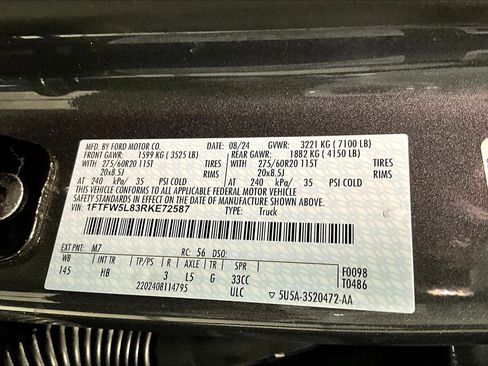 MFD. BY FORD MOTOR CO.   DATE: 08/24   GVWR: 3221 KG ( 7100 LB)
FRONT GAWR: 1599 KG ( 3525 LB)   REAR GAWR: 1882 KG ( 4150 LB)
WITH 275/60R20 115T TIRES   WITH 275/60R20 115T TIRES
20x8.5J RIMS   20x8.5J RIMS
AT 240 kPa/ 35 PSI COLD   AT 240 kPa/ 35 PSI COLD
THIS VEHICLE CONFORMS TO ALL APPLICABLE FEDERAL MOTOR VEHICLE
SAFETY STANDARDS IN EFFECT ON THE DATE OF MANUFACTURE SHOWN ABOVE.
VIN: 1FTFW5L83RKE72587   TYPE: Truck
EXT PNT: M7   RC: 56 DSO:
WB INT TR TP/PS R AXLE TR SPR   F0098
145 HB 3 L5 G 33CC   T0486
2202408114795   ULC   5U5A-3520472-AA